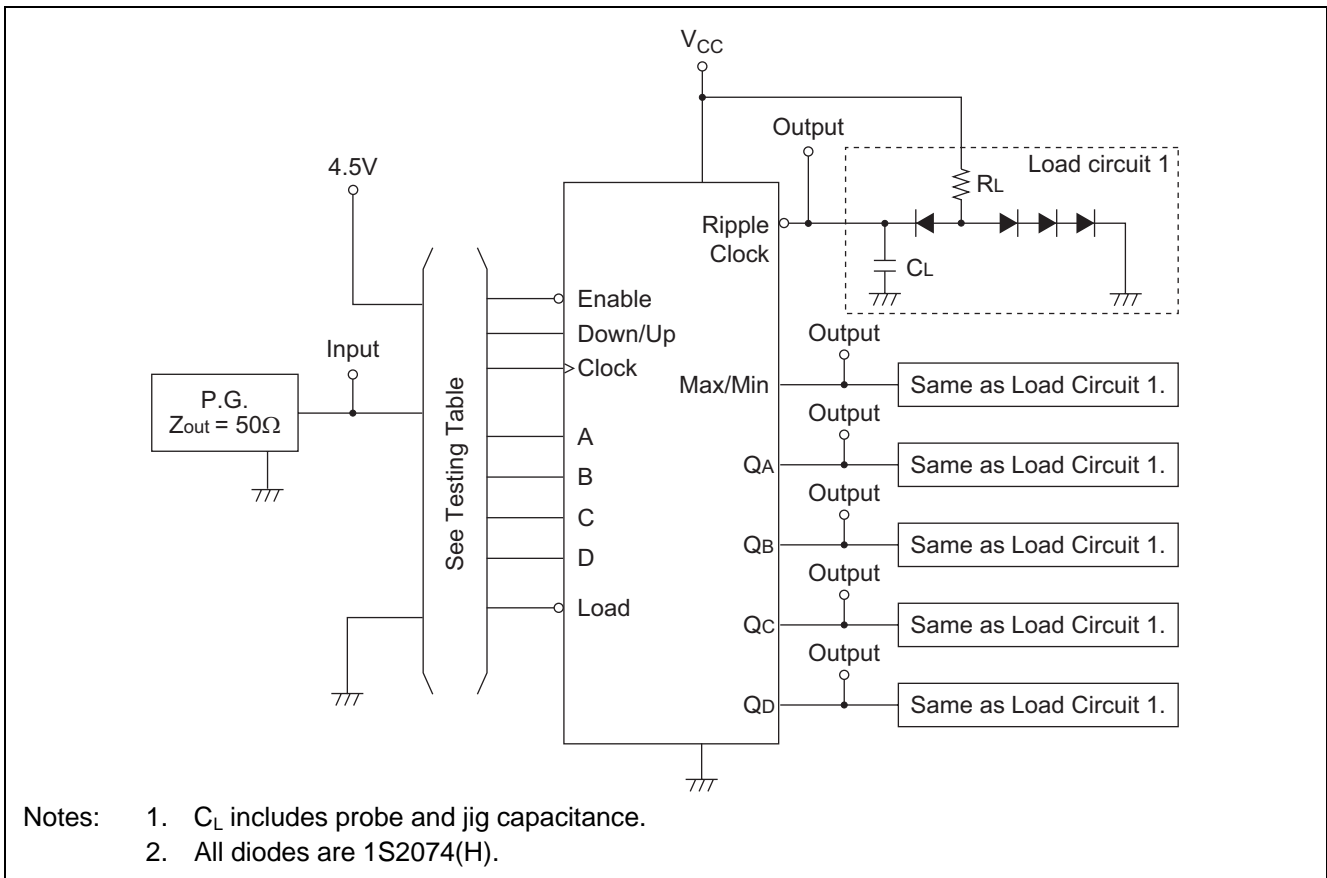 VCC
Output
4.5V
Load circuit 1
RL
Ripple
Clock
CL
Enable
Down/Up
Clock
Input
Output
P.G.
Zout = 50Ω
Max/Min
Same as Load Circuit 1.
See Testing Table
A
Output
QA
Same as Load Circuit 1.
B
Output
C
QB
Same as Load Circuit 1.
D
Output
Load
QC
Same as Load Circuit 1.
Output
QD
Same as Load Circuit 1.
Notes: 1. CL includes probe and jig capacitance.
2. All diodes are 1S2074(H).